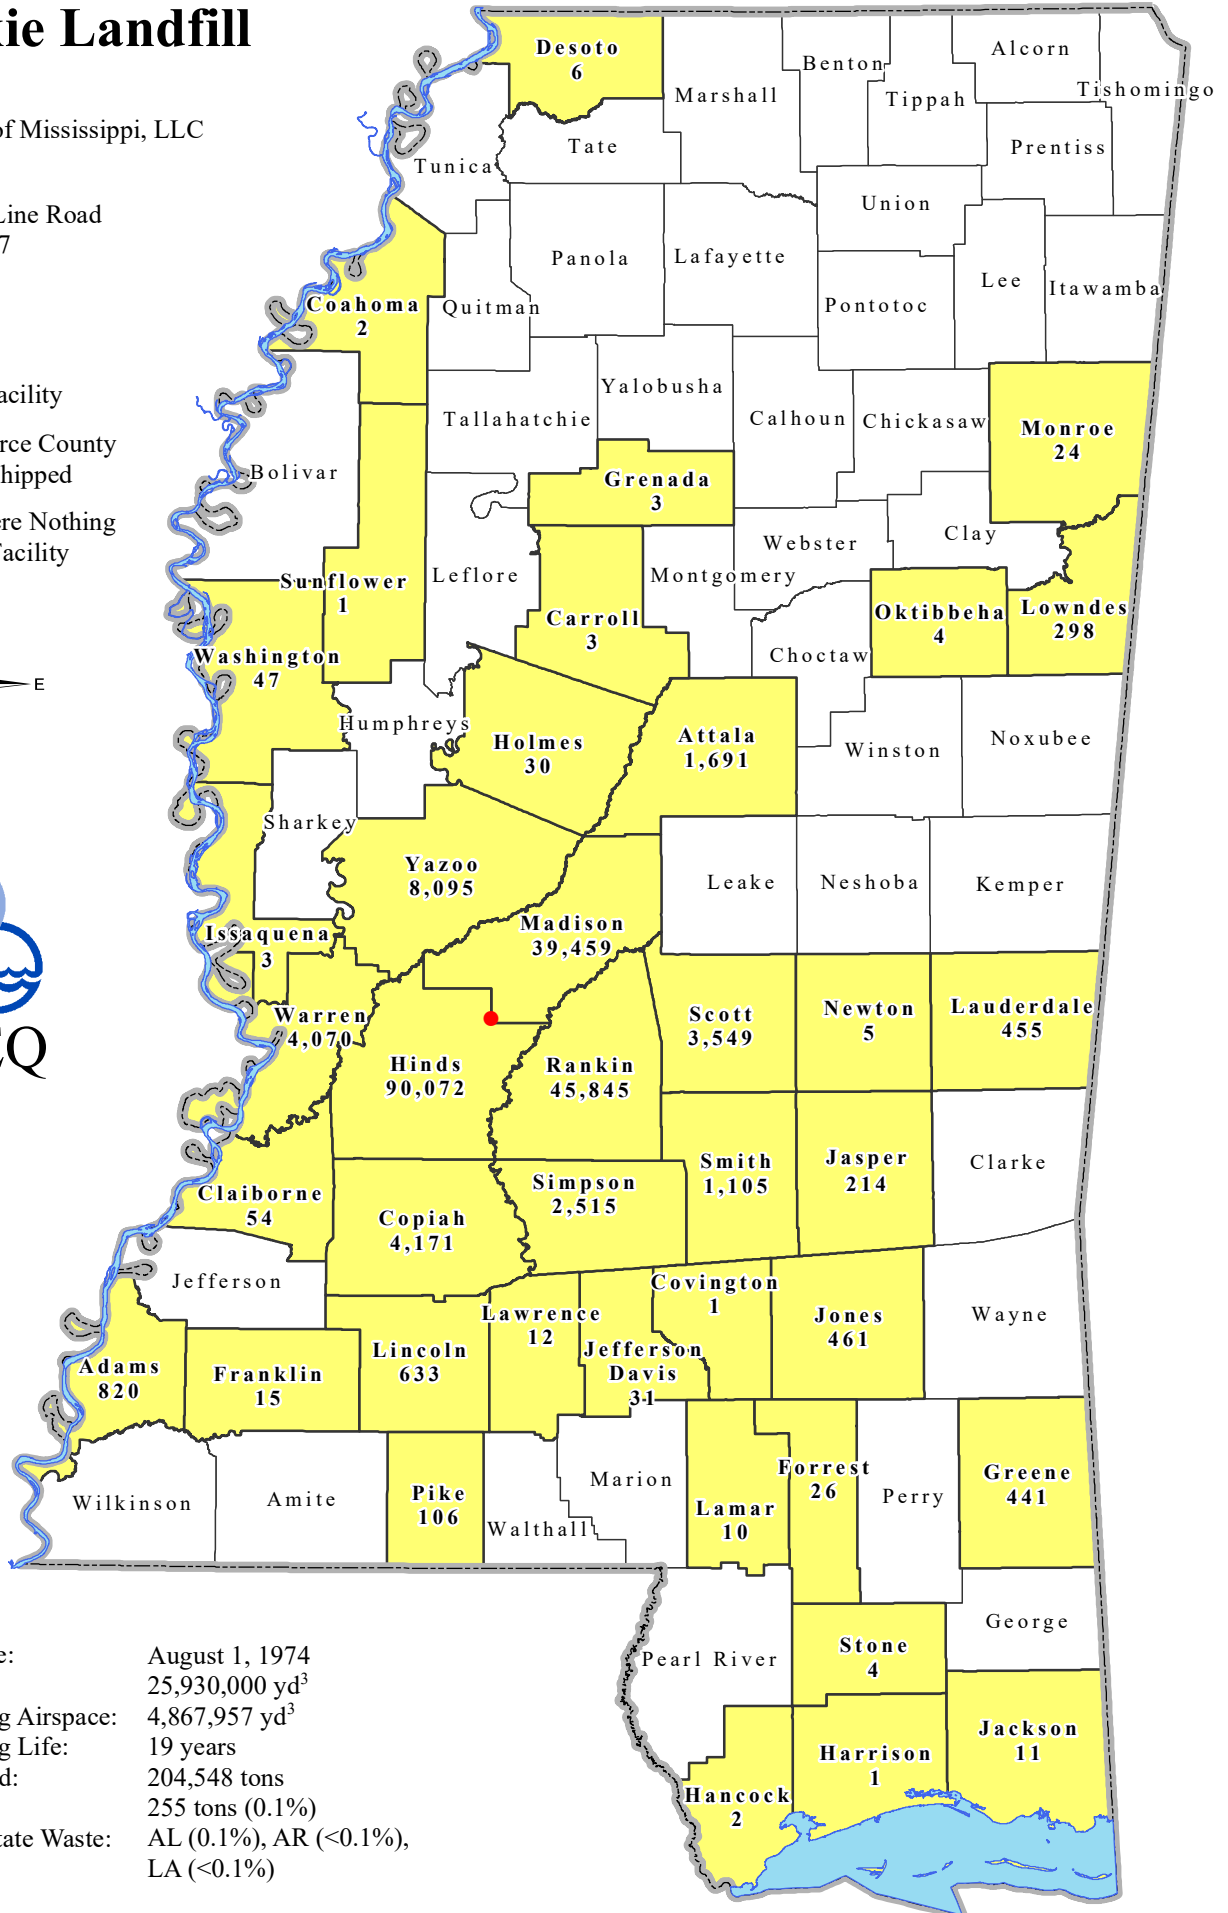 kie Landfill
of Mississippi, LLC
Line Road
7
acility
rce County
hipped
ere Nothing
Facility
E
CQ
Desoto
6
Marshall
Benton
Tippah
Alcorn
Tishomingo
Tunica
Tate
Prentiss
Union
Panola
Lafayette
Coahoma
2
Quitman
Pontotoc
Lee
Itawamba
Tallahatchie
Yalobusha
Calhoun
Chickasaw
Monroe
24
Bolivar
Grenada
3
Sunflower
1
Leflore
Carroll
3
Montgomery
Webster
Clay
Oktibbeha
4
Lowndes
298
Choctaw
Washington
47
Humphreys
Holmes
30
Attala
1,691
Winston
Noxubee
Sharkey
Yazoo
8,095
Leake
Neshoba
Kemper
Issaquena
3
Madison
39,459
Warren
4,070
Hinds
90,072
Rankin
45,845
Scott
3,549
Newton
5
Lauderdale
455
Claiborne
54
Copiah
4,171
Simpson
2,515
Smith
1,105
Jasper
214
Clarke
Jefferson
Lawrence
12
Covington
1
Jones
461
Wayne
Adams
820
Franklin
15
Lincoln
633
Jefferson
Davis
31
Wilkinson
Amite
Pike
106
Walthall
Marion
Lamar
10
Forrest
26
Perry
Greene
441
Pearl River
Stone
4
George
Hancock
2
Harrison
1
Jackson
11
e: August 1, 1974
25,930,000 yd³
g Airspace: 4,867,957 yd³
g Life: 19 years
d: 204,548 tons
255 tons (0.1%)
tate Waste: AL (0.1%), AR (<0.1%),
LA (<0.1%)